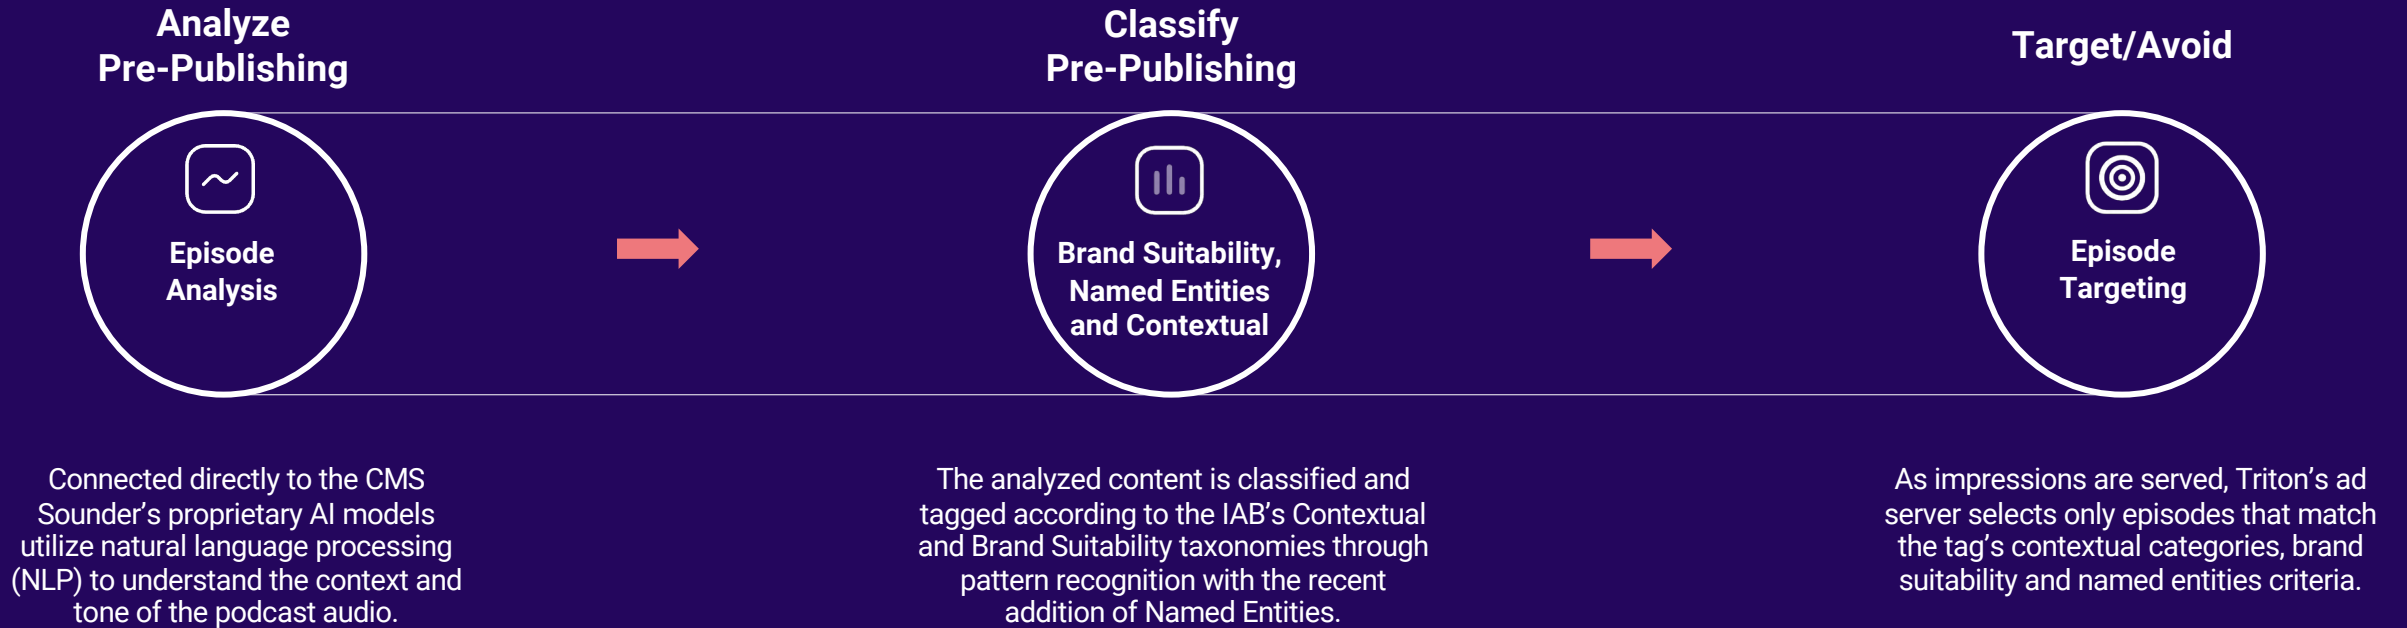 Analyze
Pre-Publishing
Episode
Analysis
Connected directly to the CMS
Sounder’s proprietary AI models
utilize natural language processing
(NLP) to understand the context and
tone of the podcast audio.
Classify
Pre-Publishing
Brand Suitability,
Named Entities
and Contextual
The analyzed content is classified and
tagged according to the IAB’s Contextual
and Brand Suitability taxonomies through
pattern recognition with the recent
addition of Named Entities.
Target/Avoid
Episode
Targeting
As impressions are served, Triton’s ad
server selects only episodes that match
the tag’s contextual categories, brand
suitability and named entities criteria.